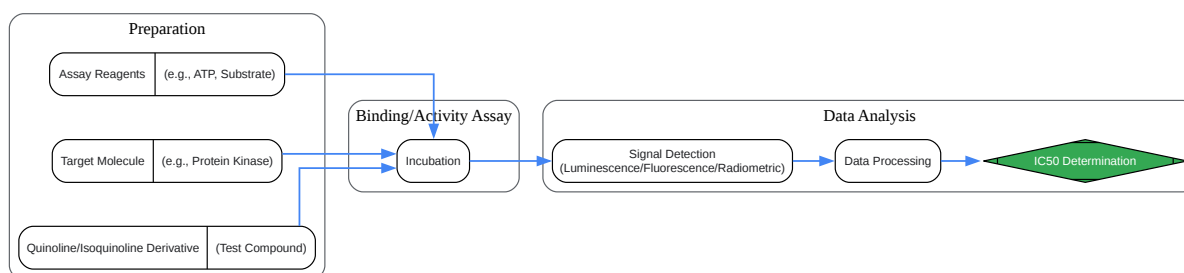 Preparation
Assay Reagents (e.g., ATP, Substrate)
Target Molecule (e.g., Protein Kinase)
Quinoline/Isoquinoline Derivative (Test Compound)
Binding/Activity Assay
Incubation
Data Analysis
Signal Detection
(Luminescence/Fluorescence/Radiometric)
Data Processing
IC50 Determination